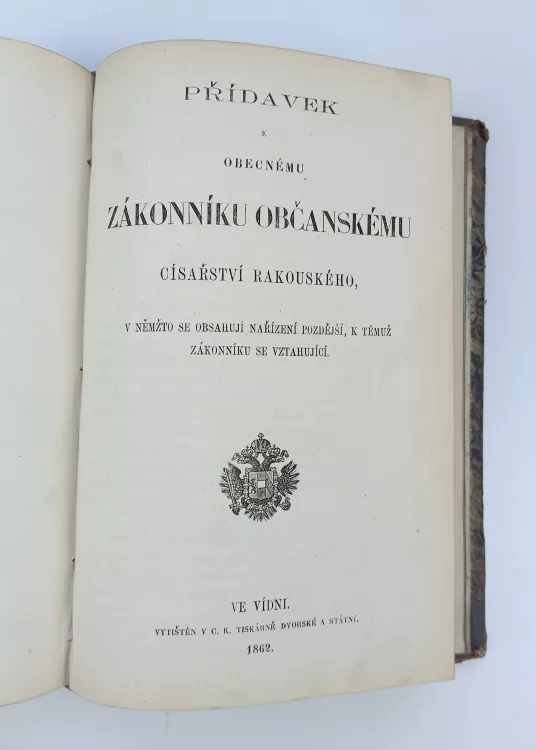 PŘÍDAVEK
K
OBECNÉMU
ZÁKONNÍKU OBČANSKÉMU
CÍSAŘSTVÍ RAKOUSKÉHO,
V NĚMŽTO SE OBSAHUJÍ NAŘÍZENÍ POZDĚJŠÍ, K TÉMUŽ
ZÁKONNÍKU SE VZTAHUJÍCÍ.
VE VÍDNI.
VYTIŠTĚN V C. K. TISKÁRNĚ DVORSKÉ A STÁTNÍ.
1862.